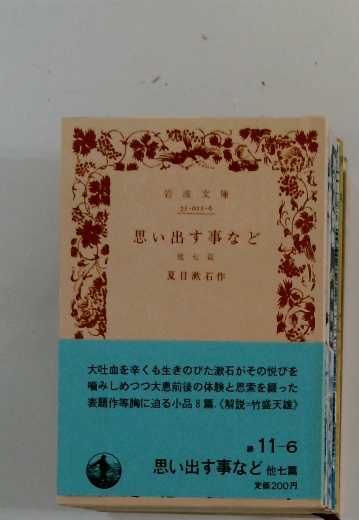 岩波文庫
31-011-6
思い出す事など
他七篇
夏目漱石作
大吐血を辛くも生きのびた漱石がその悦びを
嚙みしめつつ大患前後の体験と思索を綴った
表題作等胸に迫る小品8篇.《解説=竹盛天雄》
緑11-6
思い出す事など 他七篇
定価200円